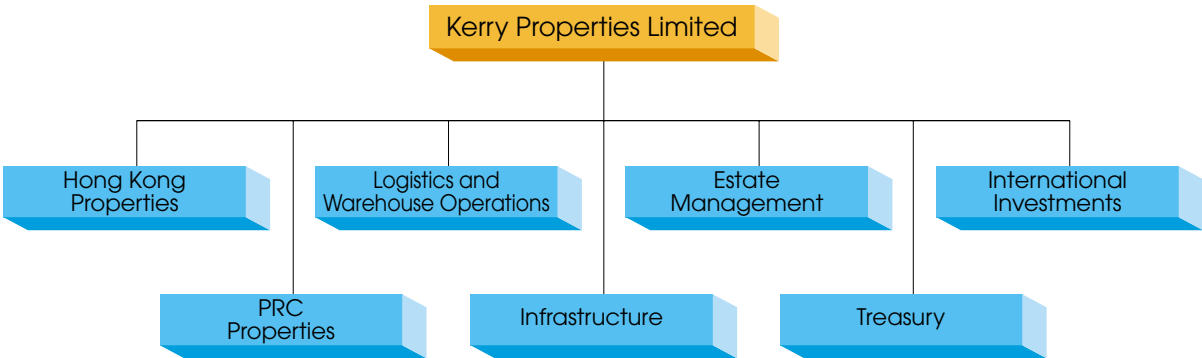 Kerry Properties Limited
Hong Kong
Properties
Logistics and
Warehouse Operations
Estate
Management
International
Investments
PRC
Properties
Infrastructure
Treasury